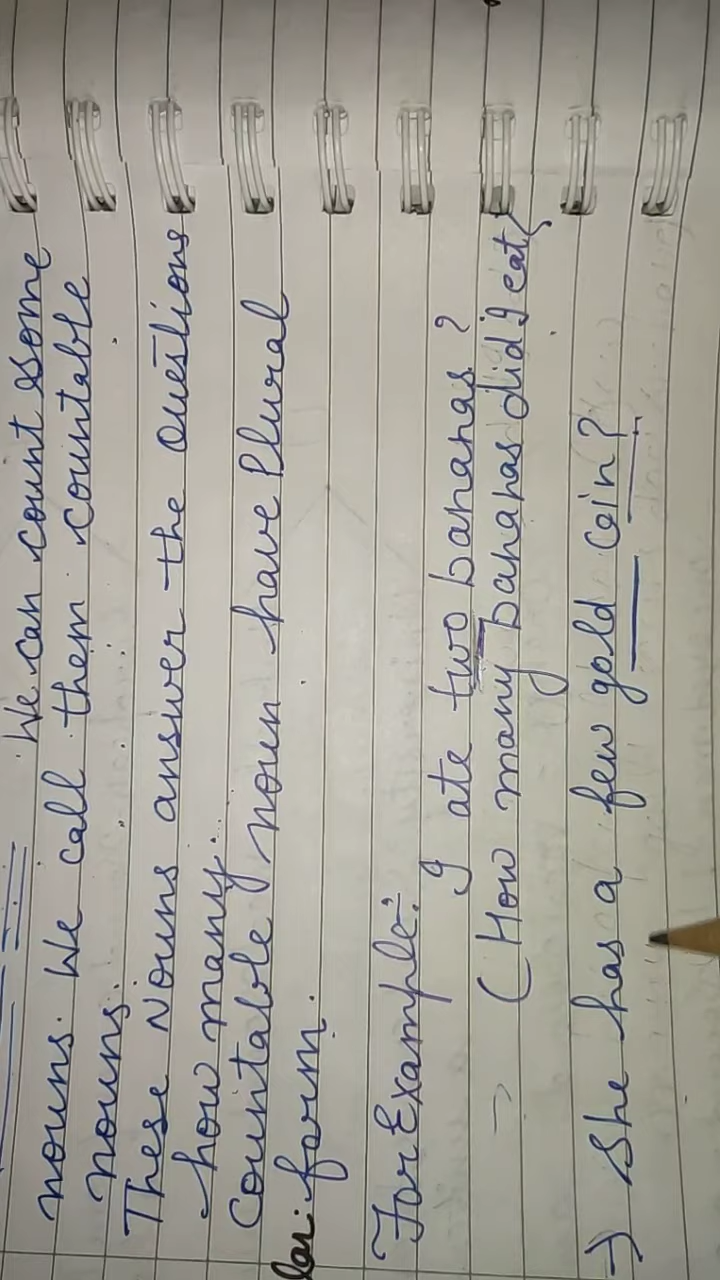 We can count some
nouns. We call them countable
nouns.
These Nouns answer the Questions
how many.
Countable noun have Plural
form.
For Example:-
I ate two bananas?
(How many bananas did I eat)
→ She has a few gold Coin?